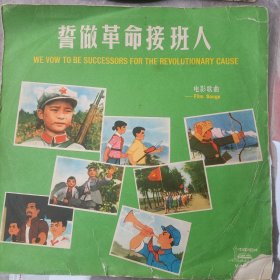 誓做革命接班人
WE VOW TO BE SUCCESSORS FOR THE REVOLUTIONARY CAUSE
电影歌曲
——Film Songs